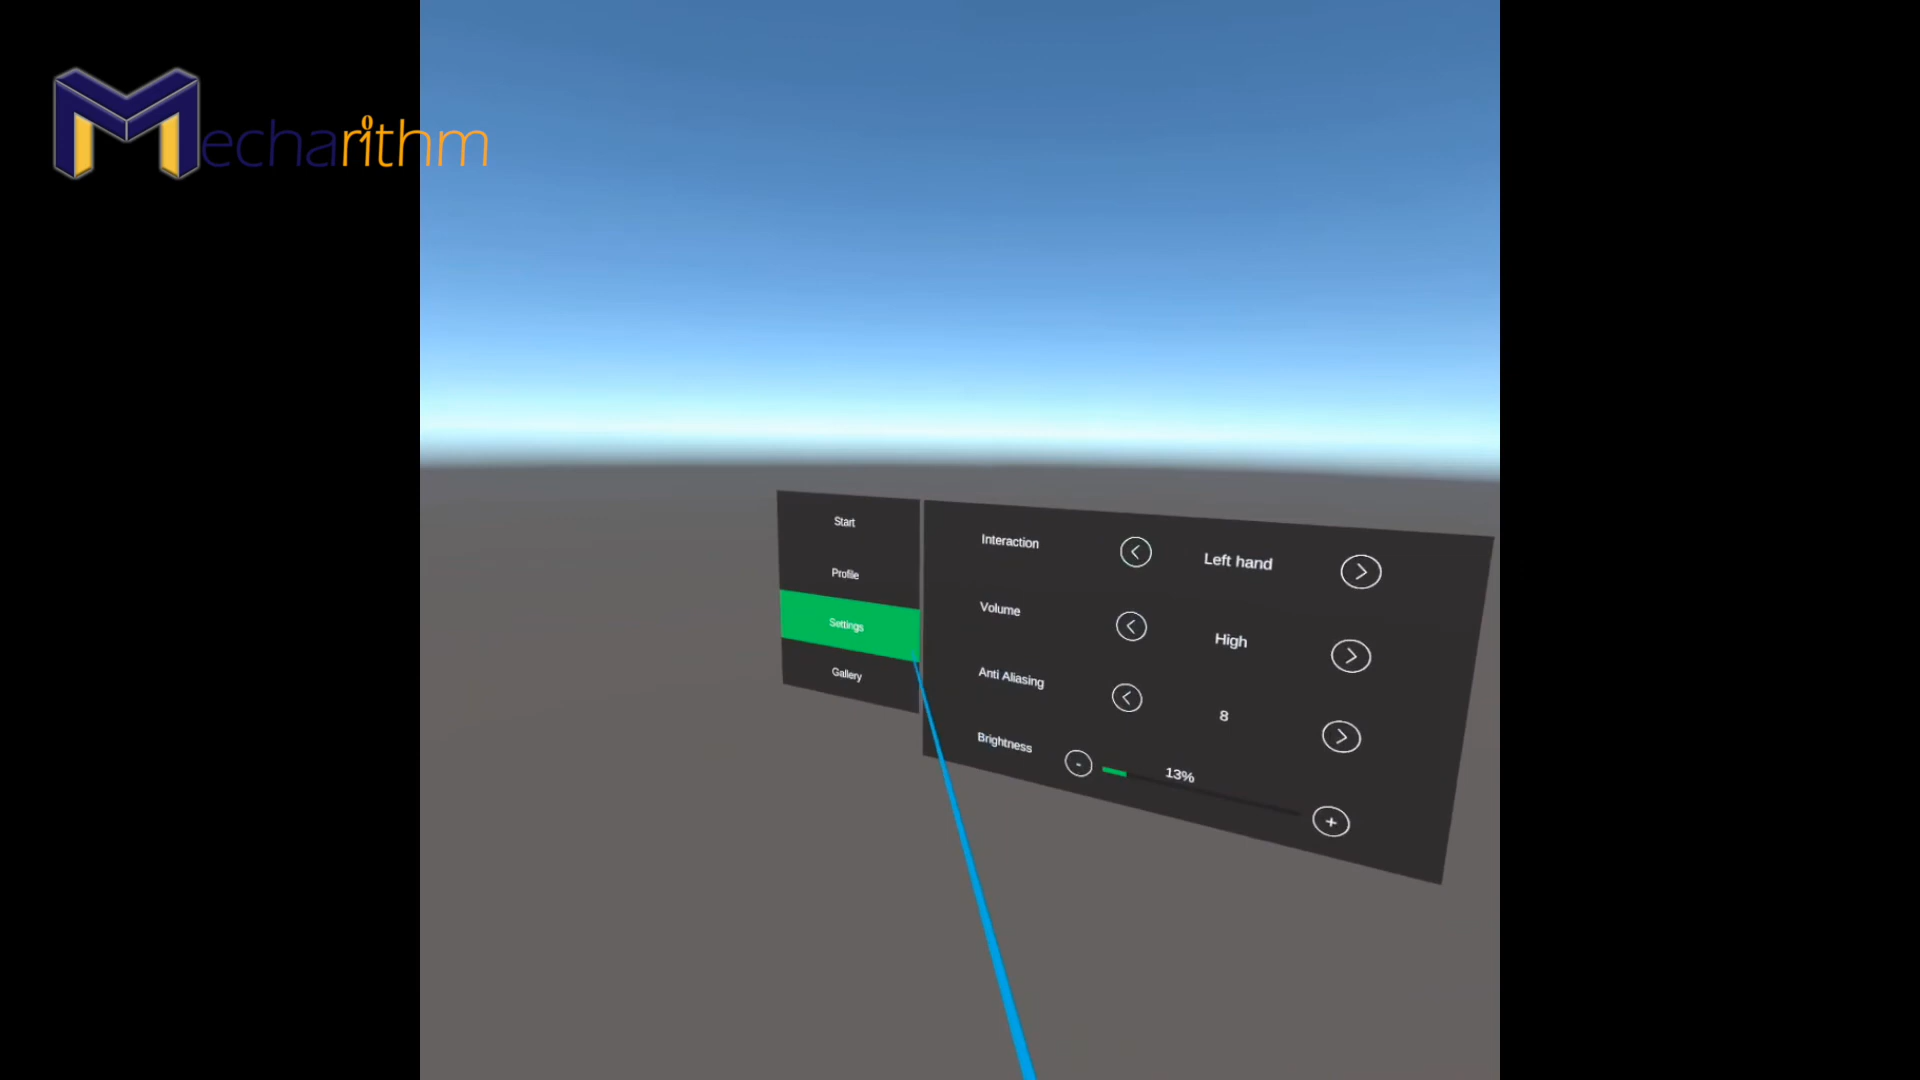 Mecharithm
Start
Profile
Settings
Gallery
Interaction < Left hand >
Volume < High >
Anti Aliasing < 8 >
Brightness - 13% +